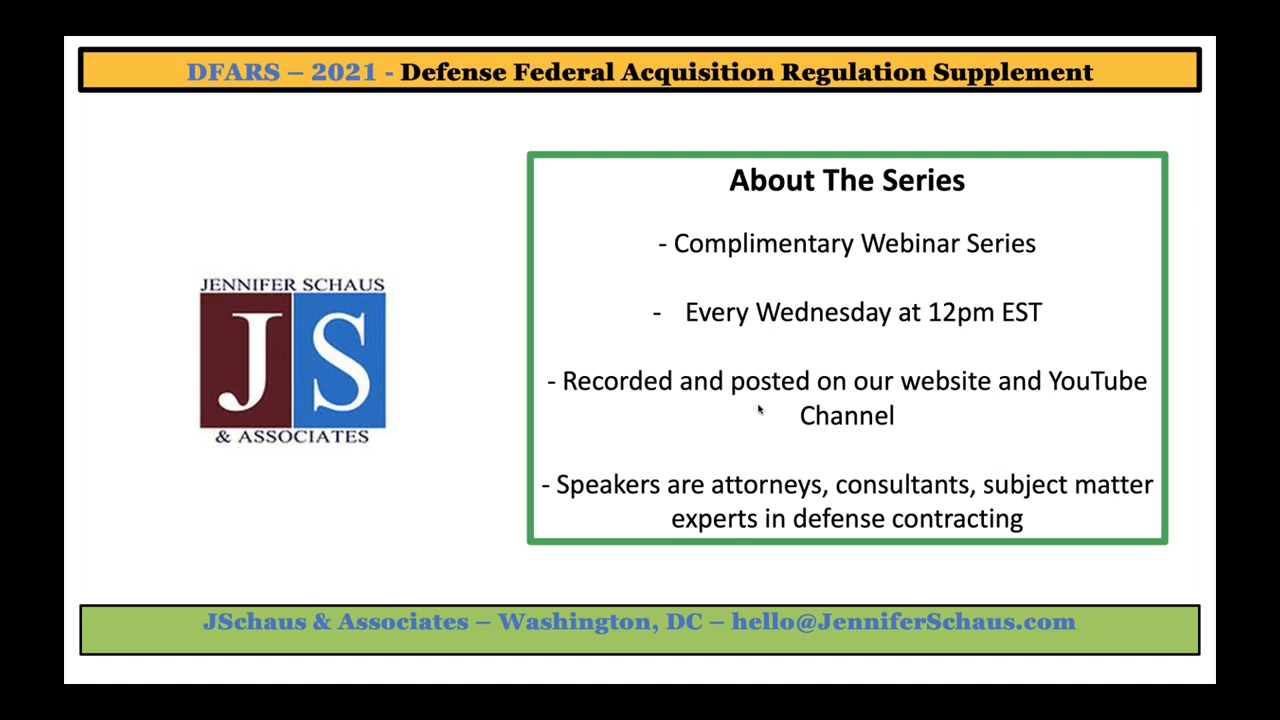 DFARS – 2021 - Defense Federal Acquisition Regulation Supplement
About The Series
- Complimentary Webinar Series
- Every Wednesday at 12pm EST
- Recorded and posted on our website and YouTube
Channel
- Speakers are attorneys, consultants, subject matter
experts in defense contracting
JENNIFER SCHAUS
JS
& ASSOCIATES
JSchaus & Associates – Washington, DC – hello@JenniferSchaus.com